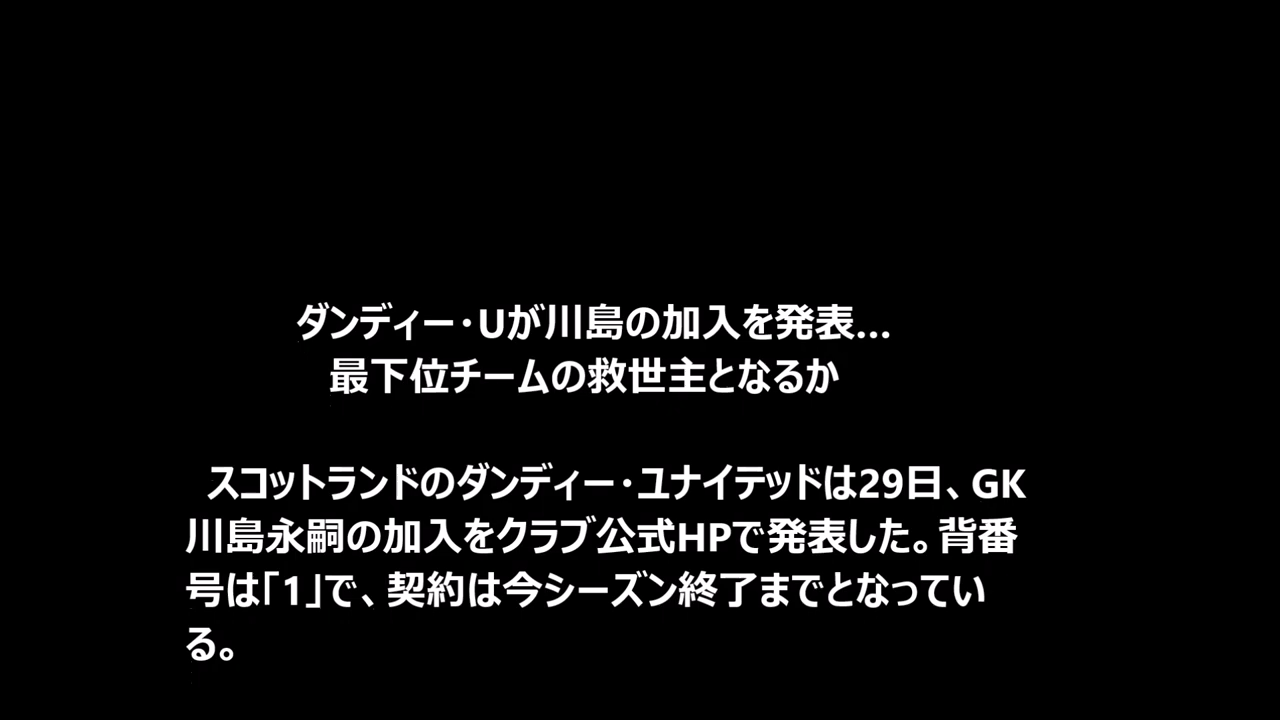 ダンディー・Uが川島の加入を発表…
最下位チームの救世主となるか
スコットランドのダンディー・ユナイテッドは29日、GK
川島永嗣の加入をクラブ公式HPで発表した。背番
号は「1」で、契約は今シーズン終了までとなってい
る。